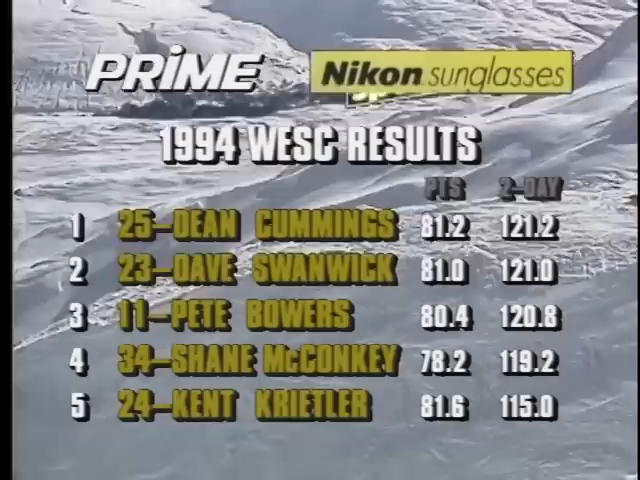 PRIME Nikon sunglasses
1994 WESC RESULTS
PTS 2-DAY
1 25-DEAN CUMMINGS 81.2 121.2
2 23-DAVE SWANWICK 81.0 121.0
3 11-PETE BOWERS 80.4 120.8
4 34-SHANE McCONKEY 78.2 119.2
5 24-KENT KRIETLER 81.6 115.0